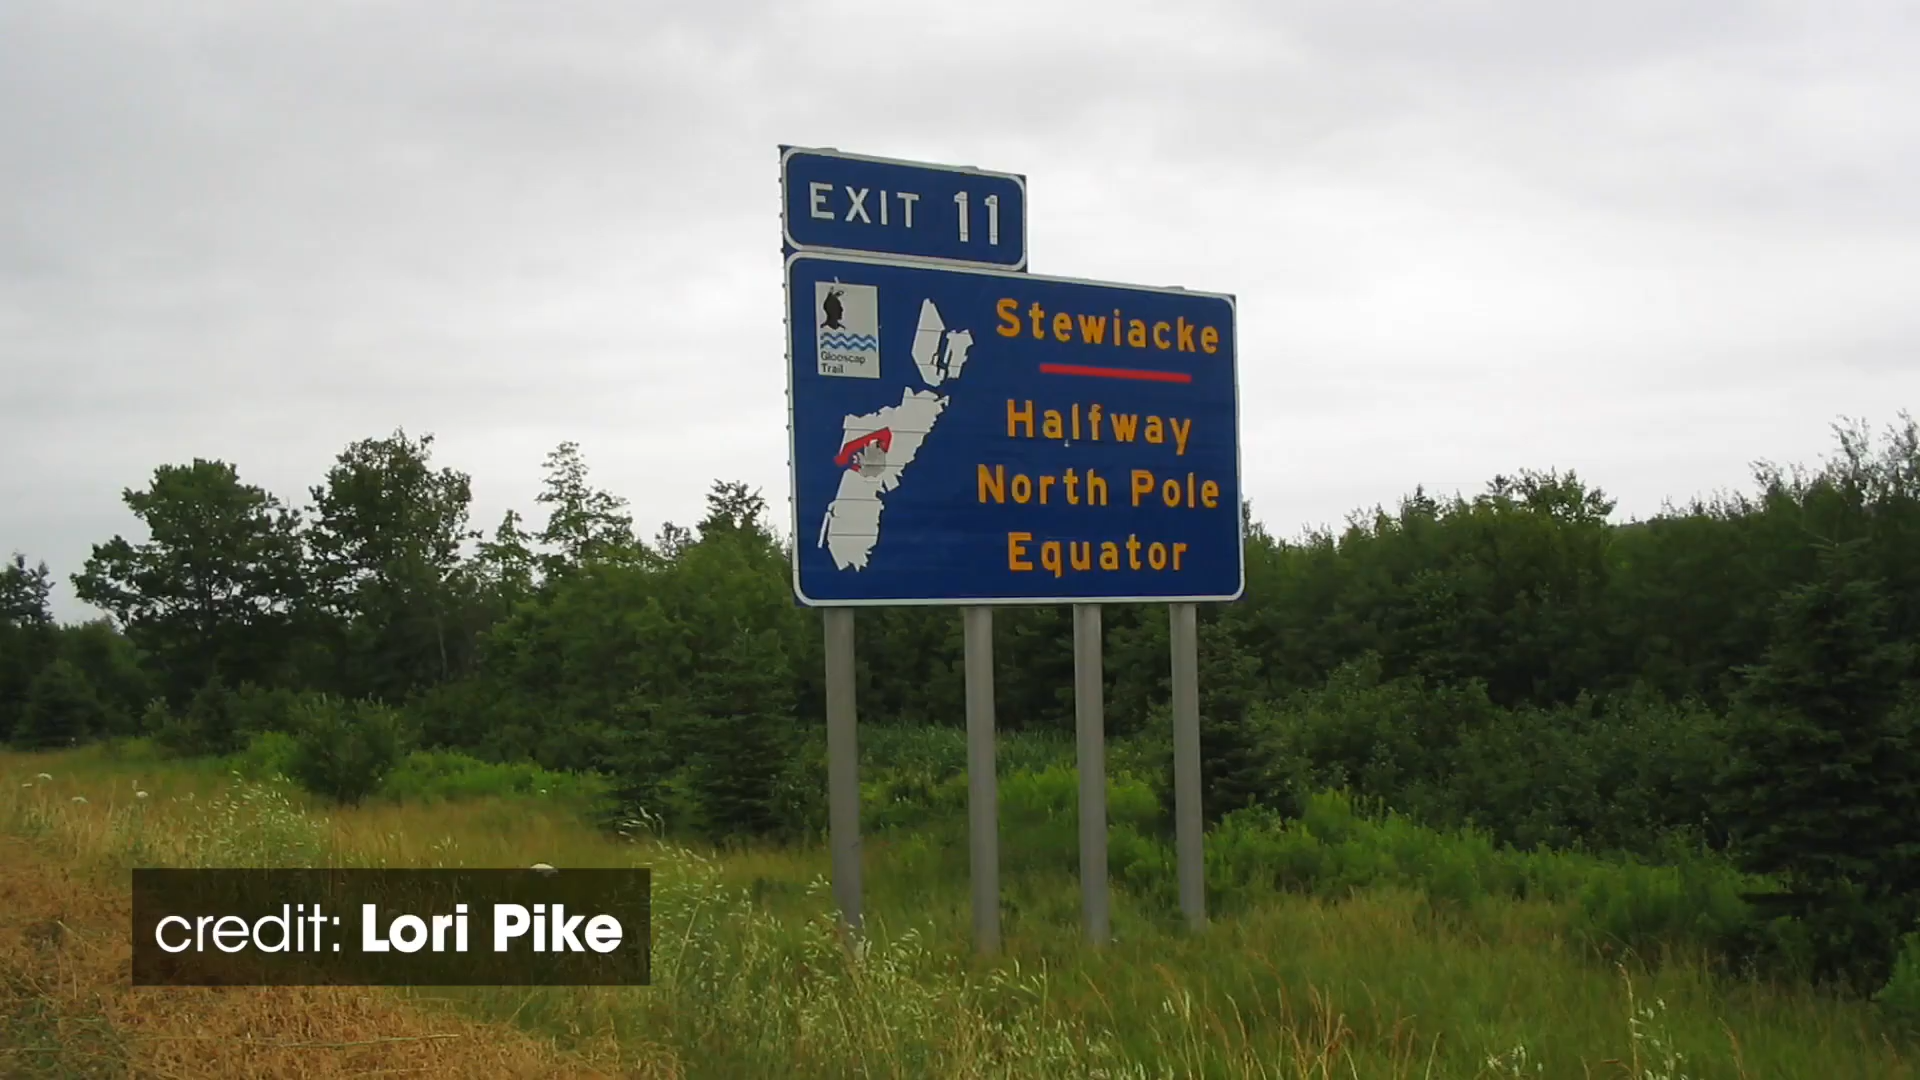 EXIT 11
Glooscap
Trail
Stewiacke
Halfway
North Pole
Equator
credit: Lori Pike